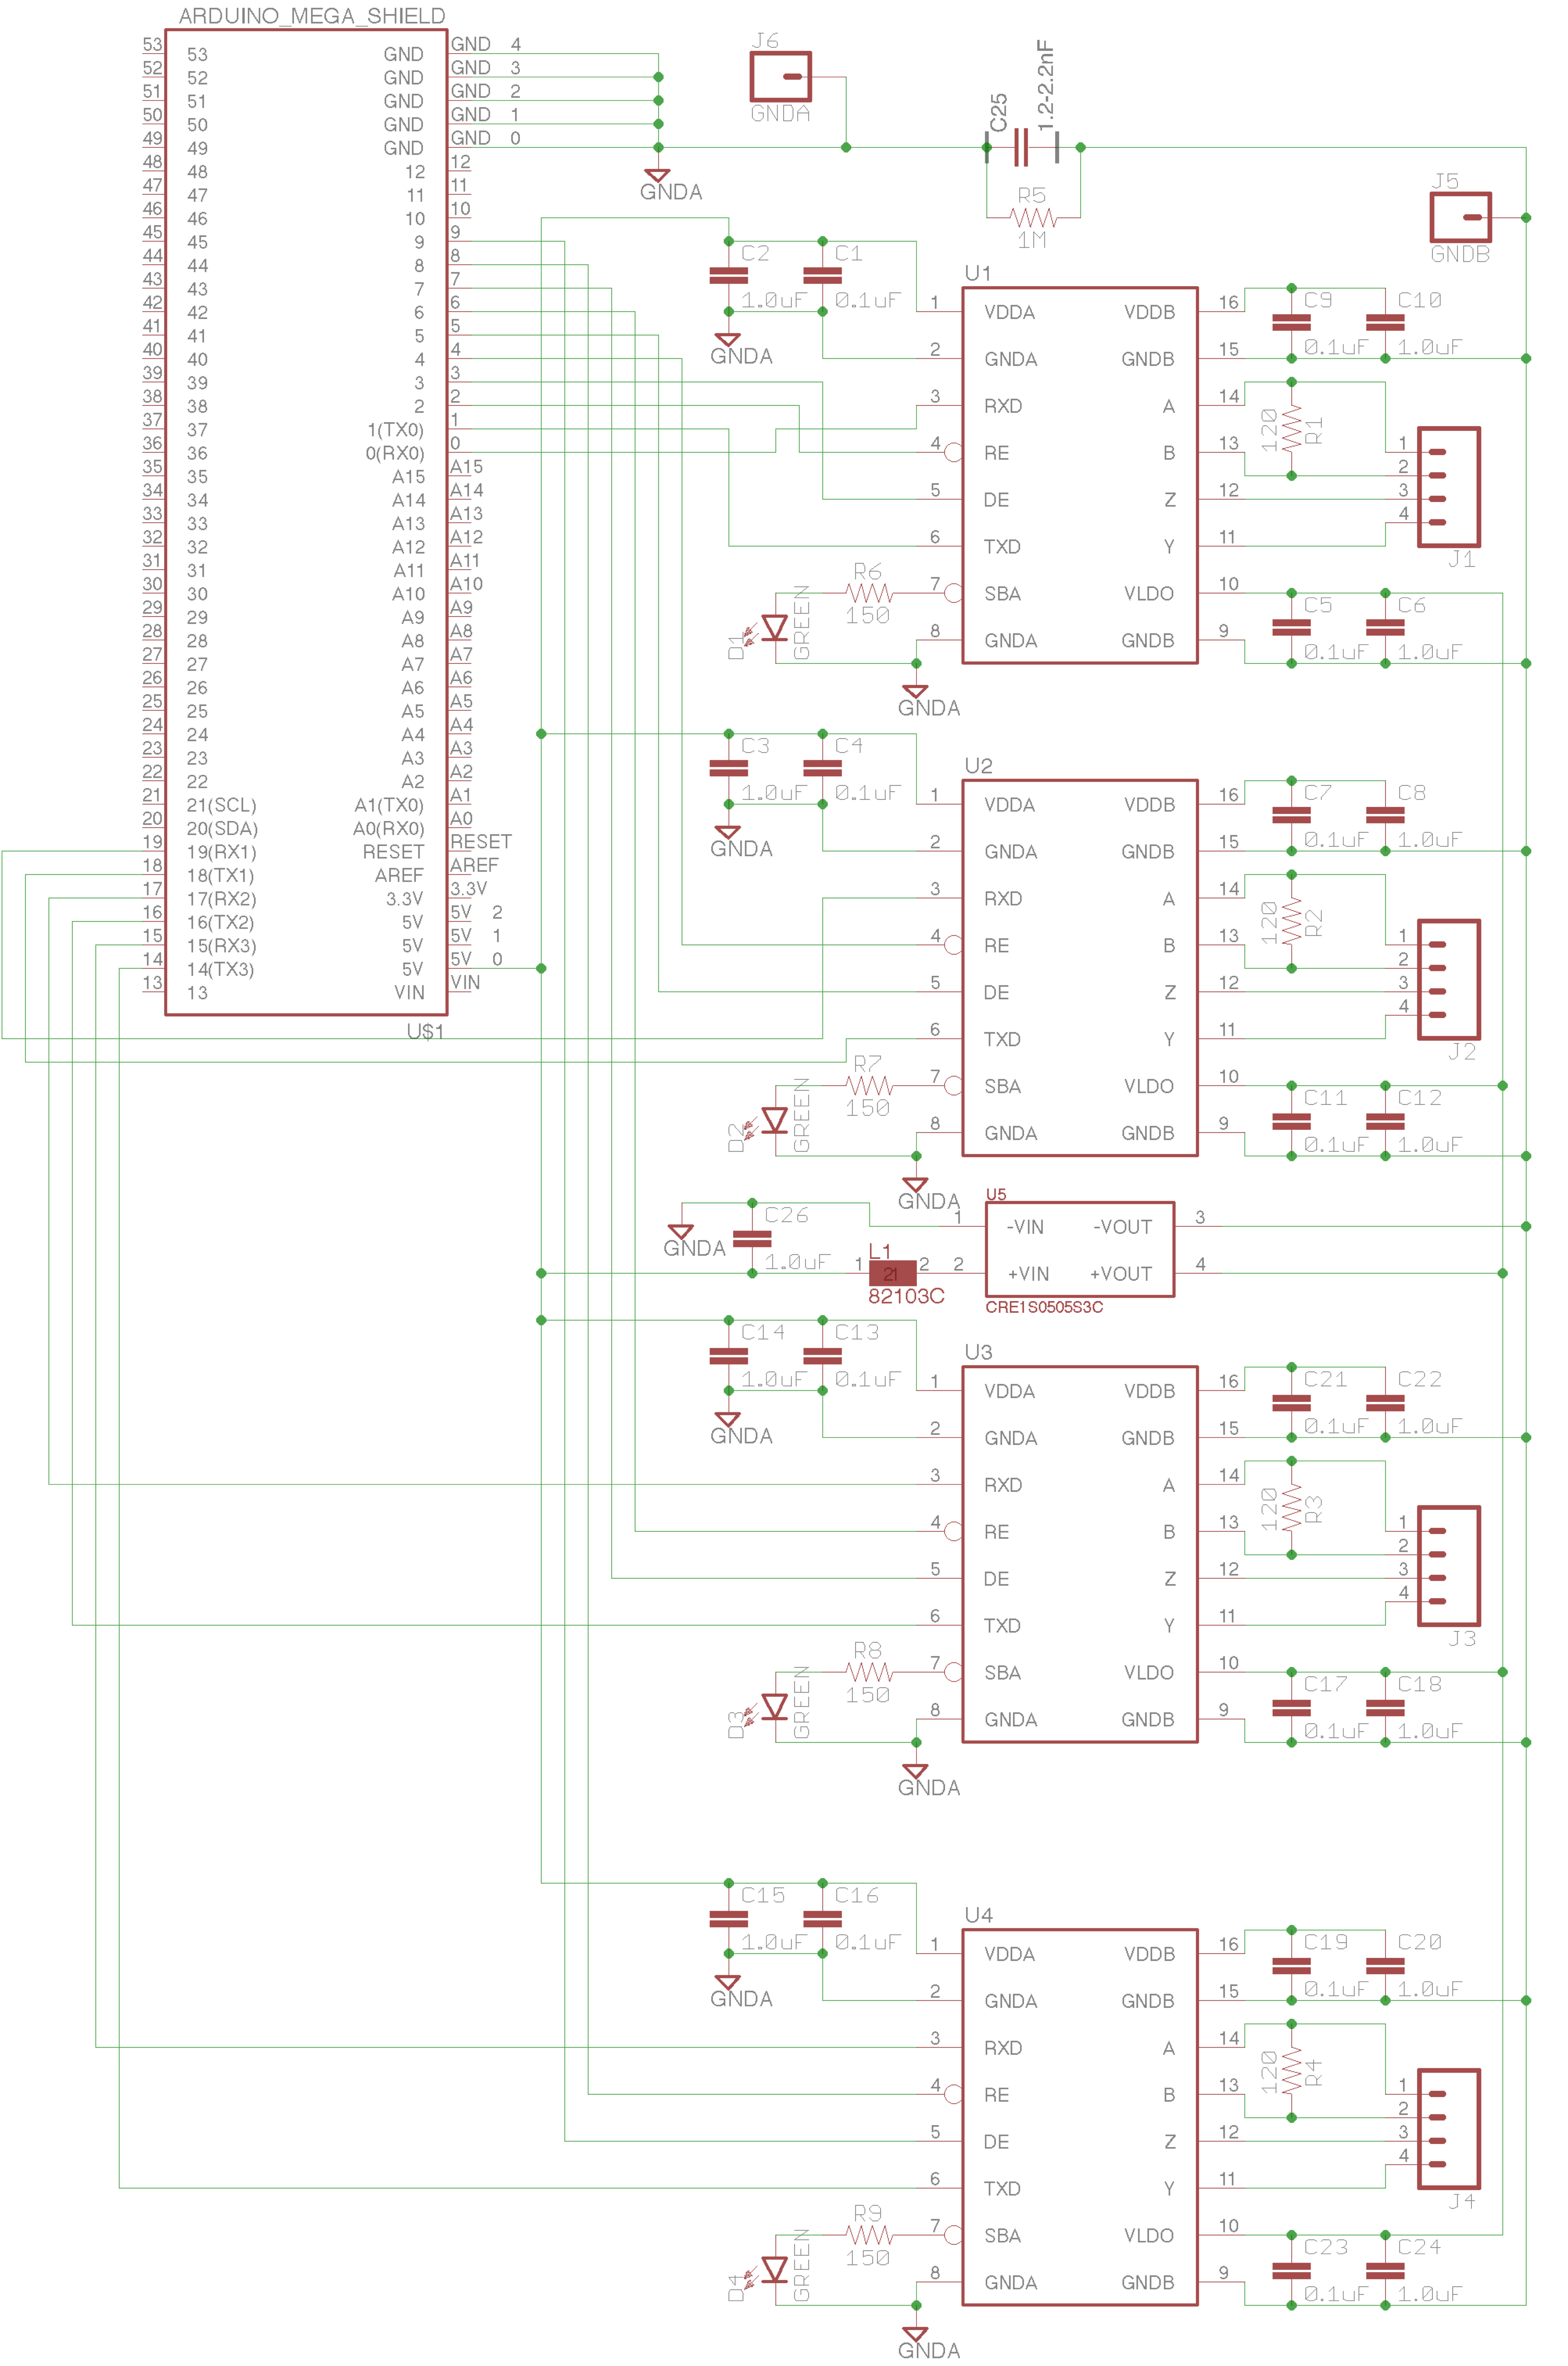 ARDUINO_MEGA_SHIELD
53 53 GND GND 4
52 52 GND GND 3
51 51 GND GND 2
50 50 GND GND 1
49 49 GND GND 0
48 48 12 12
47 47 11 11
46 46 10 10
45 45 9 9
44 44 8 8
43 43 7 7
42 42 6 6
41 41 5 5
40 40 4 4
39 39 3 3
38 38 2 2
37 37 1(TX0) 1
36 36 0(RX0) 0
35 35 A15 A15
34 34 A14 A14
33 33 A13 A13
32 32 A12 A12
31 31 A11 A11
30 30 A10 A10
29 29 A9 A9
28 28 A8 A8
27 27 A7 A7
26 26 A6 A6
25 25 A5 A5
24 24 A4 A4
23 23 A3 A3
22 22 A2 A2
21 21(SCL) A1(TX0) A1
20 20(SDA) A0(RX0) A0
19 19(RX1) RESET RESET
18 18(TX1) AREF AREF
17 17(RX2) 3.3V 3.3V
16 16(TX2) 5V 5V 2
15 15(RX3) 5V 5V 1
14 14(TX3) 5V 5V 0
13 13 VIN VIN
U$1
J6
GNDA
GNDA
C25
1.2-2.2nF
R5
1M
J5
GNDB
C2 C1
1.0uF 0.1uF
GNDA
U1
1 VDDA VDDB 16
2 GNDA GNDB 15
3 RXD A 14
4 RE B 13
5 DE Z 12
6 TXD Y 11
7 SBA VLDO 10
8 GNDA GNDB 9
C9 C10
0.1uF 1.0uF
120 R1
1
2
3
4
J1
R6
150
D1 GREEN
GNDA
C5 C6
0.1uF 1.0uF
C3 C4
1.0uF 0.1uF
GNDA
U2
1 VDDA VDDB 16
2 GNDA GNDB 15
3 RXD A 14
4 RE B 13
5 DE Z 12
6 TXD Y 11
7 SBA VLDO 10
8 GNDA GNDB 9
C7 C8
0.1uF 1.0uF
120 R2
1
2
3
4
J2
R7
150
D2 GREEN
GNDA
C11 C12
0.1uF 1.0uF
GNDA
C26
1.0uF
L1
1 21 2
82103C
U5
1 -VIN -VOUT 3
2 +VIN +VOUT 4
CRE1S0505S3C
C14 C13
1.0uF 0.1uF
GNDA
U3
1 VDDA VDDB 16
2 GNDA GNDB 15
3 RXD A 14
4 RE B 13
5 DE Z 12
6 TXD Y 11
7 SBA VLDO 10
8 GNDA GNDB 9
C21 C22
0.1uF 1.0uF
120 R3
1
2
3
4
J3
R8
150
D3 GREEN
GNDA
C17 C18
0.1uF 1.0uF
C15 C16
1.0uF 0.1uF
GNDA
U4
1 VDDA VDDB 16
2 GNDA GNDB 15
3 RXD A 14
4 RE B 13
5 DE Z 12
6 TXD Y 11
7 SBA VLDO 10
8 GNDA GNDB 9
C19 C20
0.1uF 1.0uF
120 R4
1
2
3
4
J4
R9
150
D4 GREEN
GNDA
C23 C24
0.1uF 1.0uF